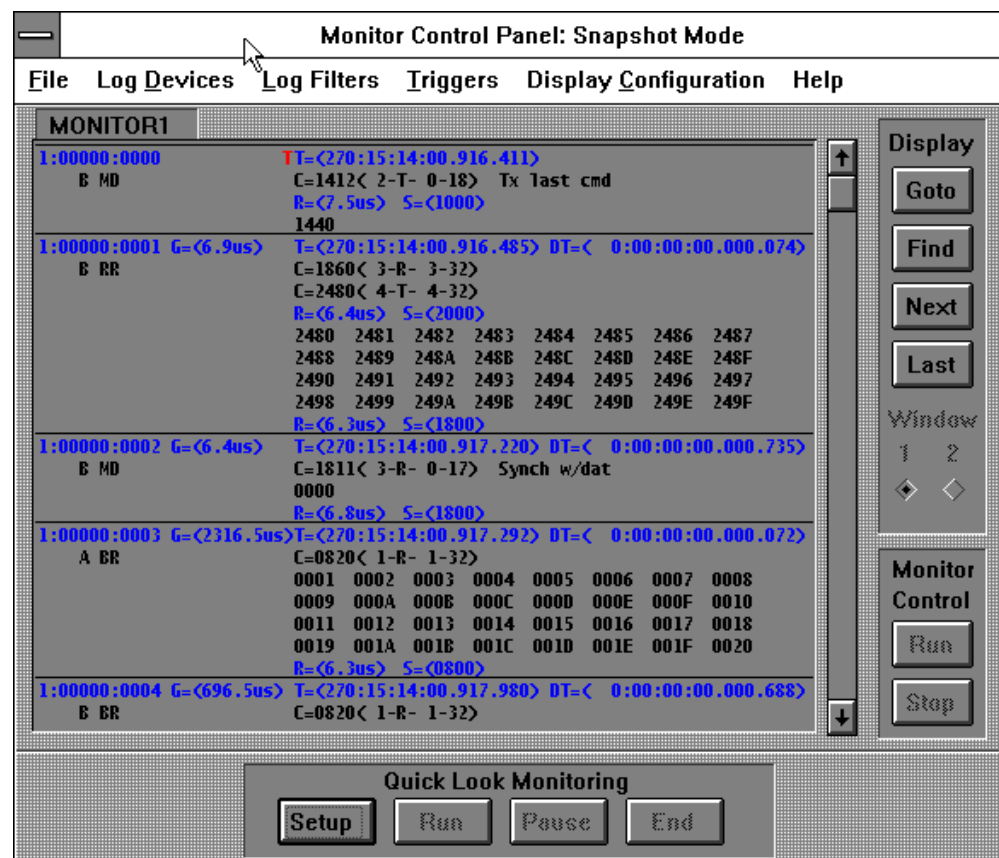 Monitor Control Panel: Snapshot Mode
File Log Devices Log Filters Triggers Display Configuration Help
MONITOR1
1:00000:0000 TT=<270:15:14:00.916.411>
B MD C=1412( 2-T- 0-18) Tx last cmd
R=<7.5us> S=<1000>
1440
1:00000:0001 G=<6.9us> T=<270:15:14:00.916.485> DT=< 0:00:00:00.000.074>
B RR C=1860( 3-R- 3-32)
C=2480( 4-T- 4-32)
R=<6.4us> S=<2000>
2480 2481 2482 2483 2484 2485 2486 2487
2488 2489 248A 248B 248C 248D 248E 248F
2490 2491 2492 2493 2494 2495 2496 2497
2498 2499 249A 249B 249C 249D 249E 249F
R=<6.3us> S=<1800>
1:00000:0002 G=<6.4us> T=<270:15:14:00.917.220> DT=< 0:00:00:00.000.735>
B MD C=1811( 3-R- 0-17) Synch w/dat
0000
R=<6.8us> S=<1800>
1:00000:0003 G=<2316.5us>T=<270:15:14:00.917.292> DT=< 0:00:00:00.000.072>
A BR C=0820( 1-R- 1-32)
0001 0002 0003 0004 0005 0006 0007 0008
0009 000A 000B 000C 000D 000E 000F 0010
0011 0012 0013 0014 0015 0016 0017 0018
0019 001A 001B 001C 001D 001E 001F 0020
R=<6.3us> S=<0800>
1:00000:0004 G=<696.5us> T=<270:15:14:00.917.980> DT=< 0:00:00:00.000.688>
B BR C=0820( 1-R- 1-32)
Display
Goto
Find
Next
Last
Window
1 2
Monitor
Control
Run
Stop
Quick Look Monitoring
Setup Run Pause End